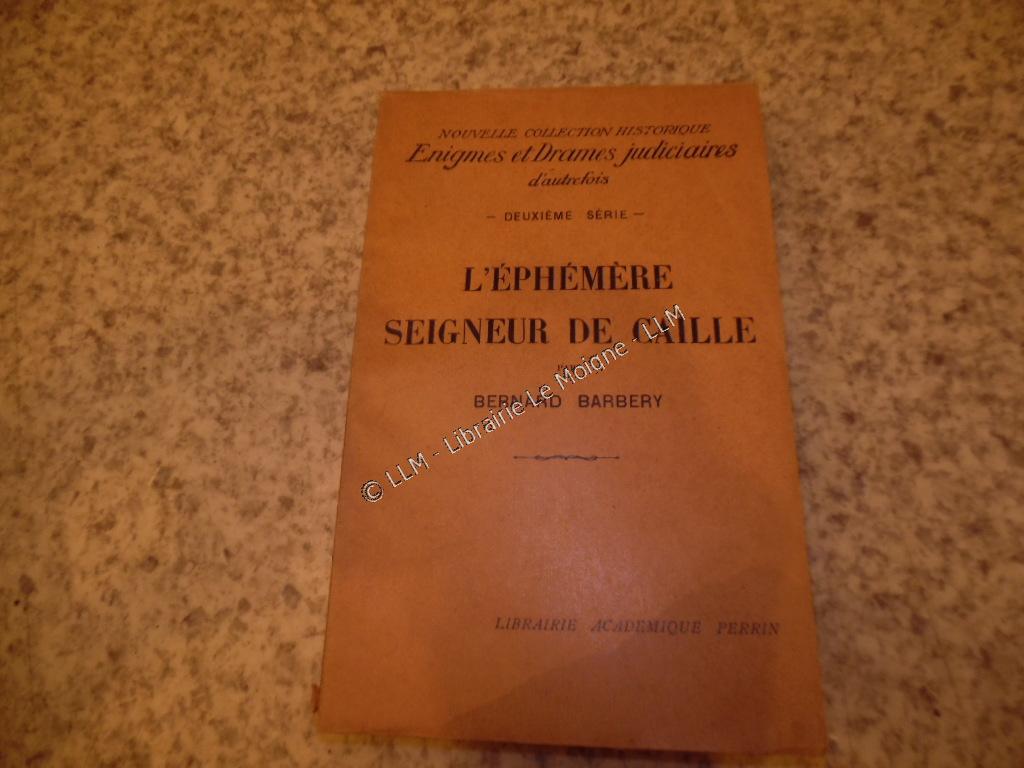 NOUVELLE COLLECTION HISTORIQUE
Enigmes et Drames judiciaires
d'autrefois
— DEUXIÈME SÉRIE —
L'ÉPHÉMÈRE
SEIGNEUR DE CAILLE
BERNARD BARBERY
© LLM - Librairie Le Moigne - LLM
LIBRAIRIE ACADEMIQUE PERRIN